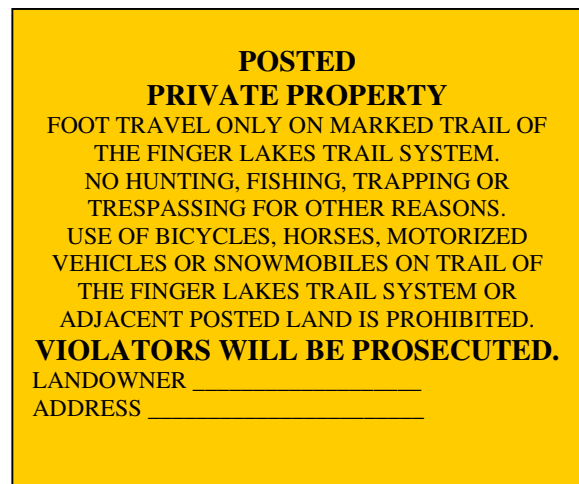 POSTED
PRIVATE PROPERTY
FOOT TRAVEL ONLY ON MARKED TRAIL OF
THE FINGER LAKES TRAIL SYSTEM.
NO HUNTING, FISHING, TRAPPING OR
TRESPASSING FOR OTHER REASONS.
USE OF BICYCLES, HORSES, MOTORIZED
VEHICLES OR SNOWMOBILES ON TRAIL OF
THE FINGER LAKES TRAIL SYSTEM OR
ADJACENT POSTED LAND IS PROHIBITED.
VIOLATORS WILL BE PROSECUTED.
LANDOWNER ___________________
ADDRESS _______________________